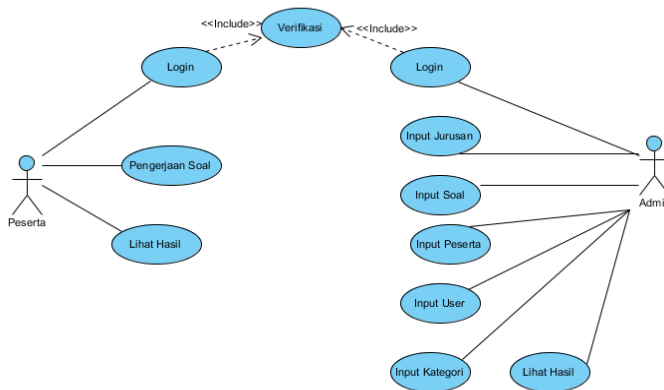 <<Include>>
Verifikasi
<<Include>>
Login
Login
Input Jurusan
Pengerjaan Soal
Input Soal
Peserta
Admi
Lihat Hasil
Input Peserta
Input User
Input Kategori
Lihat Hasil